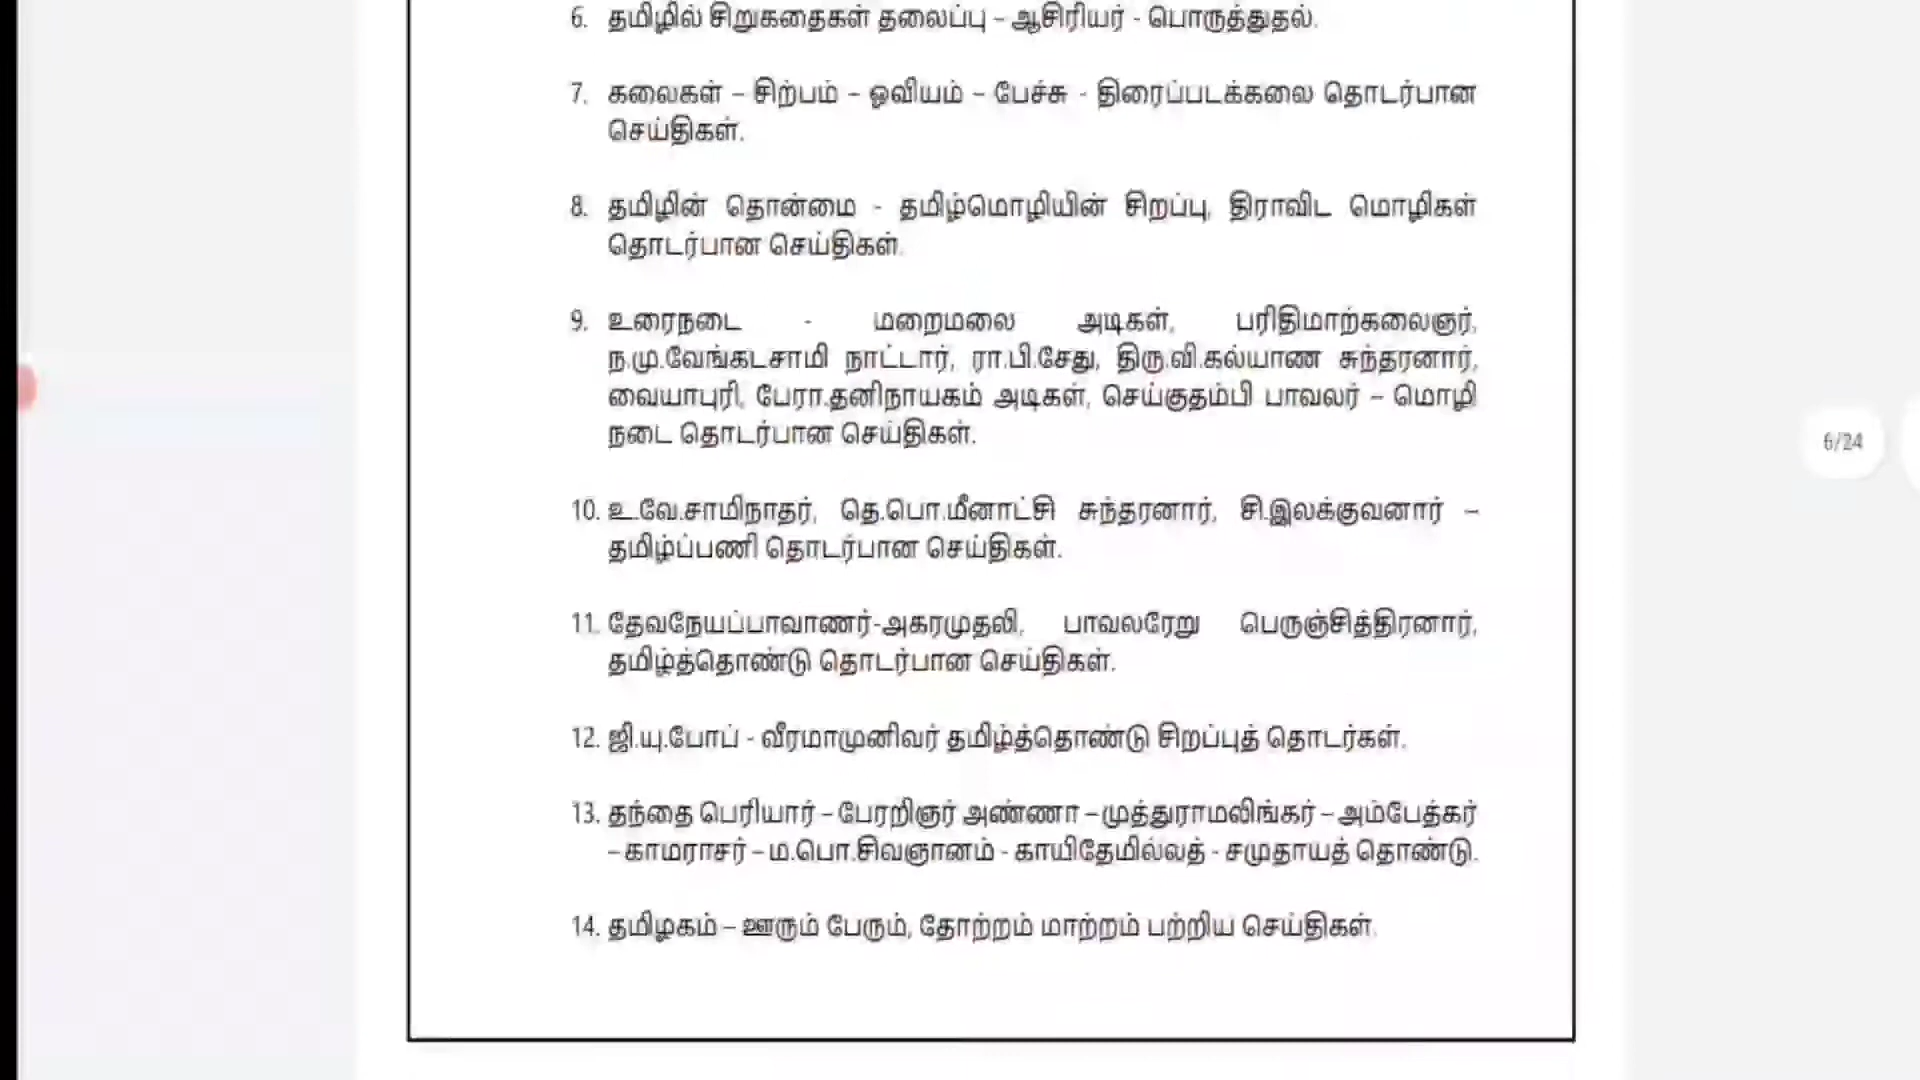 6. தமிழில் சிறுகதைகள் தலைப்பு – ஆசிரியர் - பொருத்துதல்.
7. கலைகள் – சிற்பம் – ஓவியம் – பேச்சு - திரைப்படக்கலை தொடர்பான
செய்திகள்.
8. தமிழின் தொன்மை - தமிழ்மொழியின் சிறப்பு, திராவிட மொழிகள்
தொடர்பான செய்திகள்.
9. உரைநடை - மறைமலை அடிகள், பரிதிமாற்கலைஞர்,
ந.மு.வேங்கடசாமி நாட்டார், ரா.பி.சேது, திரு.வி.கல்யாண சுந்தரனார்,
வையாபுரி, பேரா.தனிநாயகம் அடிகள், செய்குதம்பி பாவலர் – மொழி
நடை தொடர்பான செய்திகள்.
6/24
10. உ.வே.சாமிநாதர், தெ.பொ.மீனாட்சி சுந்தரனார், சி.இலக்குவனார் –
தமிழ்ப்பணி தொடர்பான செய்திகள்.
11. தேவநேயப்பாவாணர்-அகரமுதலி, பாவலரேறு பெருஞ்சித்திரனார்,
தமிழ்த்தொண்டு தொடர்பான செய்திகள்.
12. ஜி.யு.போப் - வீரமாமுனிவர் தமிழ்த்தொண்டு சிறப்புத் தொடர்கள்.
13. தந்தை பெரியார் – பேரறிஞர் அண்ணா – முத்துராமலிங்கர் – அம்பேத்கர்
– காமராசர் – ம.பொ.சிவஞானம் - காயிதேமில்லத் - சமுதாயத் தொண்டு.
14. தமிழகம் – ஊரும் பேரும், தோற்றம் மாற்றம் பற்றிய செய்திகள்.